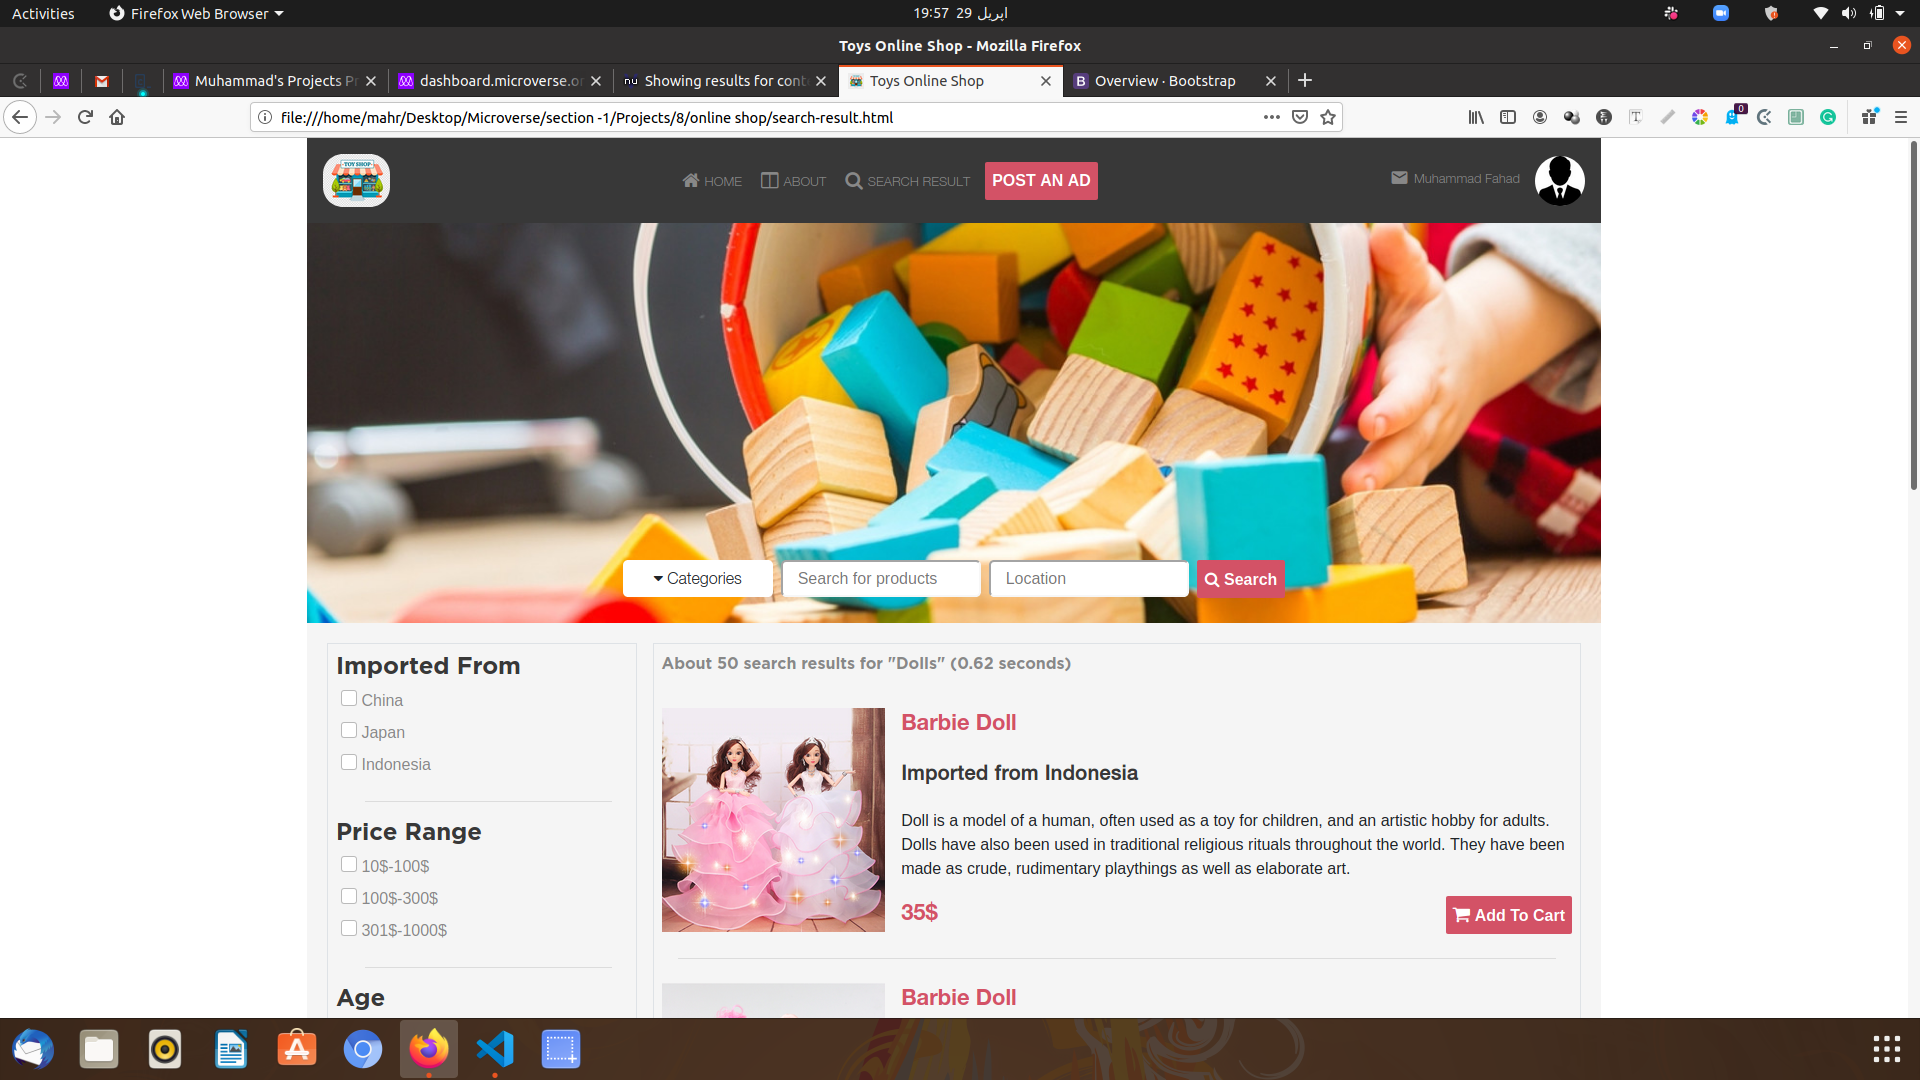 Activities
Firefox Web Browser
19:57 29 اپریل
Toys Online Shop - Mozilla Firefox
Muhammad's Projects
dashboard.microverse.or
nu Showing results for cont
Toys Online Shop
B Overview · Bootstrap
file:///home/mahr/Desktop/Microverse/section -1/Projects/8/online shop/search-result.html
0
TOY SHOP
HOME
ABOUT
SEARCH RESULT
POST AN AD
Muhammad Fahad
Categories
Search for products
Location
Search
Imported From
China
Japan
Indonesia
Price Range
10$-100$
100$-300$
301$-1000$
Age
About 50 search results for "Dolls" (0.62 seconds)
Barbie Doll
Imported from Indonesia
Doll is a model of a human, often used as a toy for children, and an artistic hobby for adults.
Dolls have also been used in traditional religious rituals throughout the world. They have been
made as crude, rudimentary playthings as well as elaborate art.
35$
Add To Cart
Barbie Doll